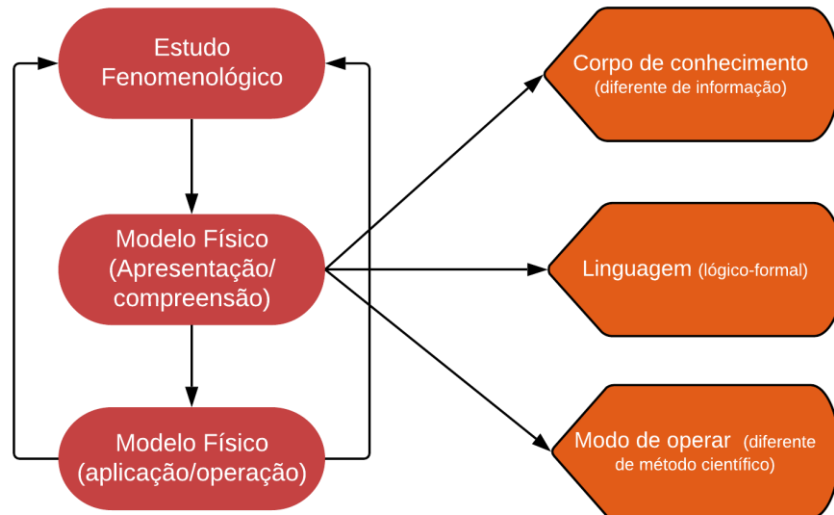 Estudo
Fenomenológico
Modelo Físico
(Apresentação/
compreensão)
Modelo Físico
(aplicação/operação)
Corpo de conhecimento
(diferente de informação)
Linguagem (lógico-formal)
Modo de operar (diferente
de método científico)